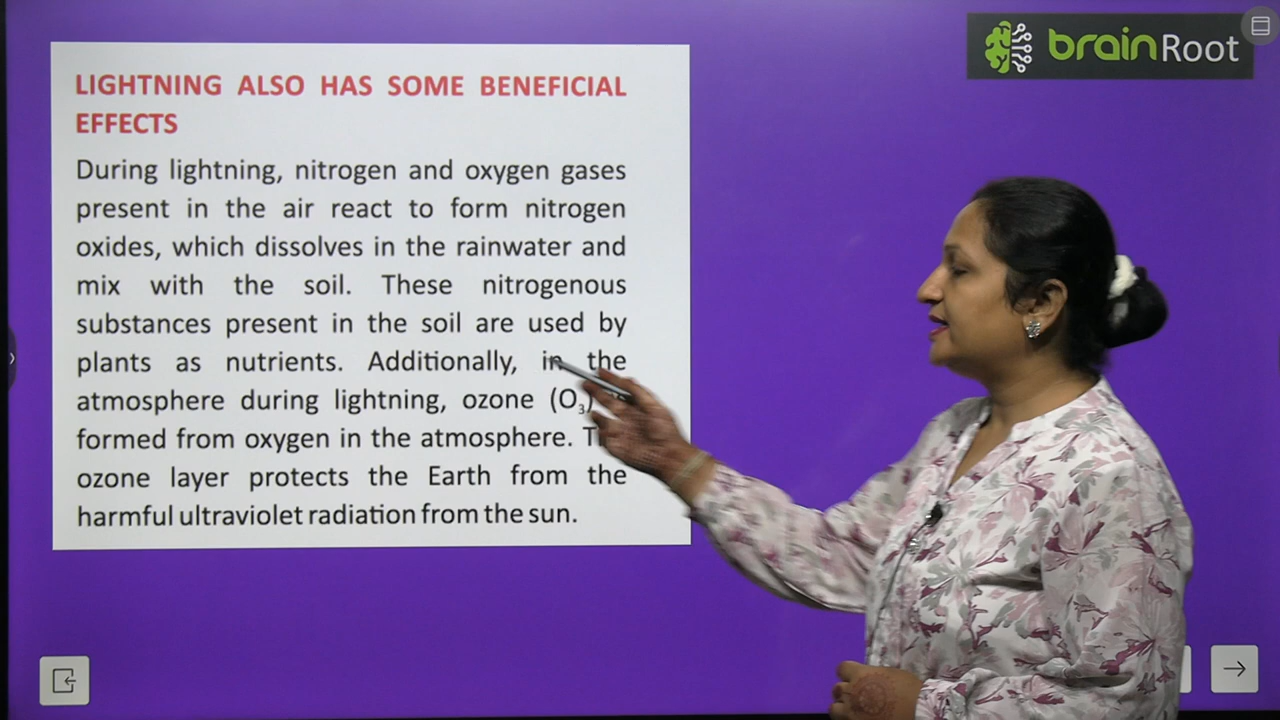 brainRoot
LIGHTNING ALSO HAS SOME BENEFICIAL
EFFECTS
During lightning, nitrogen and oxygen gases
present in the air react to form nitrogen
oxides, which dissolves in the rainwater and
mix with the soil. These nitrogenous
substances present in the soil are used by
plants as nutrients. Additionally, in the
atmosphere during lightning, ozone (O₃)
formed from oxygen in the atmosphere.
ozone layer protects the Earth from the
harmful ultraviolet radiation from the sun.